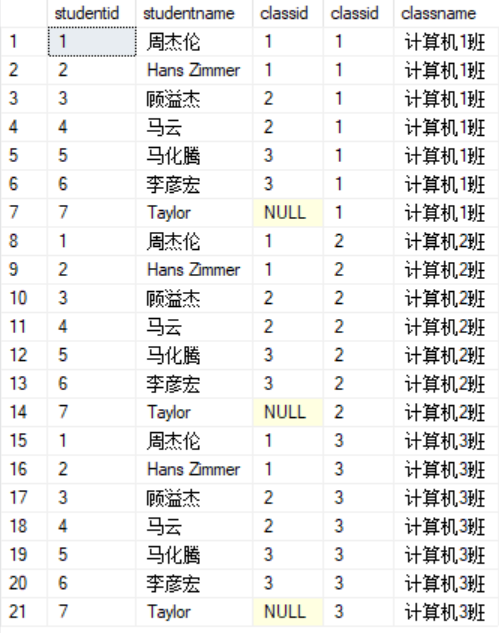 studentid studentname classid classid classname
1 1 周杰伦 1 1 计算机1班
2 2 Hans Zimmer 1 1 计算机1班
3 3 顾溢杰 2 1 计算机1班
4 4 马云 2 1 计算机1班
5 5 马化腾 3 1 计算机1班
6 6 李彦宏 3 1 计算机1班
7 7 Taylor NULL 1 计算机1班
8 1 周杰伦 1 2 计算机2班
9 2 Hans Zimmer 1 2 计算机2班
10 3 顾溢杰 2 2 计算机2班
11 4 马云 2 2 计算机2班
12 5 马化腾 3 2 计算机2班
13 6 李彦宏 3 2 计算机2班
14 7 Taylor NULL 2 计算机2班
15 1 周杰伦 1 3 计算机3班
16 2 Hans Zimmer 1 3 计算机3班
17 3 顾溢杰 2 3 计算机3班
18 4 马云 2 3 计算机3班
19 5 马化腾 3 3 计算机3班
20 6 李彦宏 3 3 计算机3班
21 7 Taylor NULL 3 计算机3班